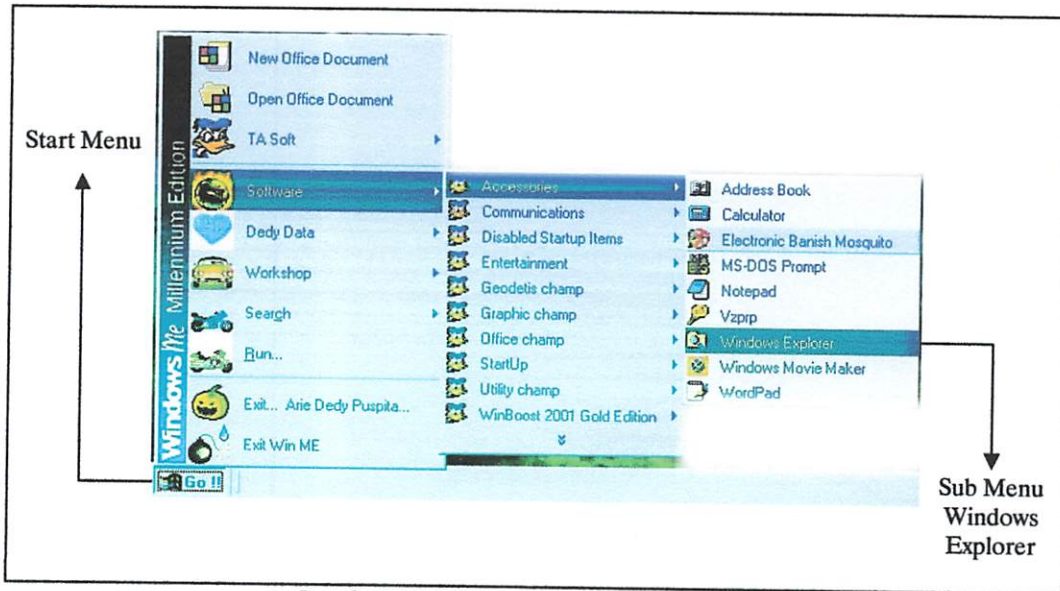 Start Menu
Windows Me Millennium Edition
New Office Document
Open Office Document
TA Soft
Software
Dedy Data
Workshop
Search
Run...
Exit... Arie Dedy Puspita...
Exit Win ME
Go !!
Accessories
Communications
Disabled Startup Items
Entertainment
Geodetis champ
Graphic champ
Office champ
StartUp
Utility champ
WinBoost 2001 Gold Edition
Address Book
Calculator
Electronic Banish Mosquito
MS-DOS Prompt
Notepad
Vzprp
Windows Explorer
Windows Movie Maker
WordPad
Sub Menu
Windows
Explorer